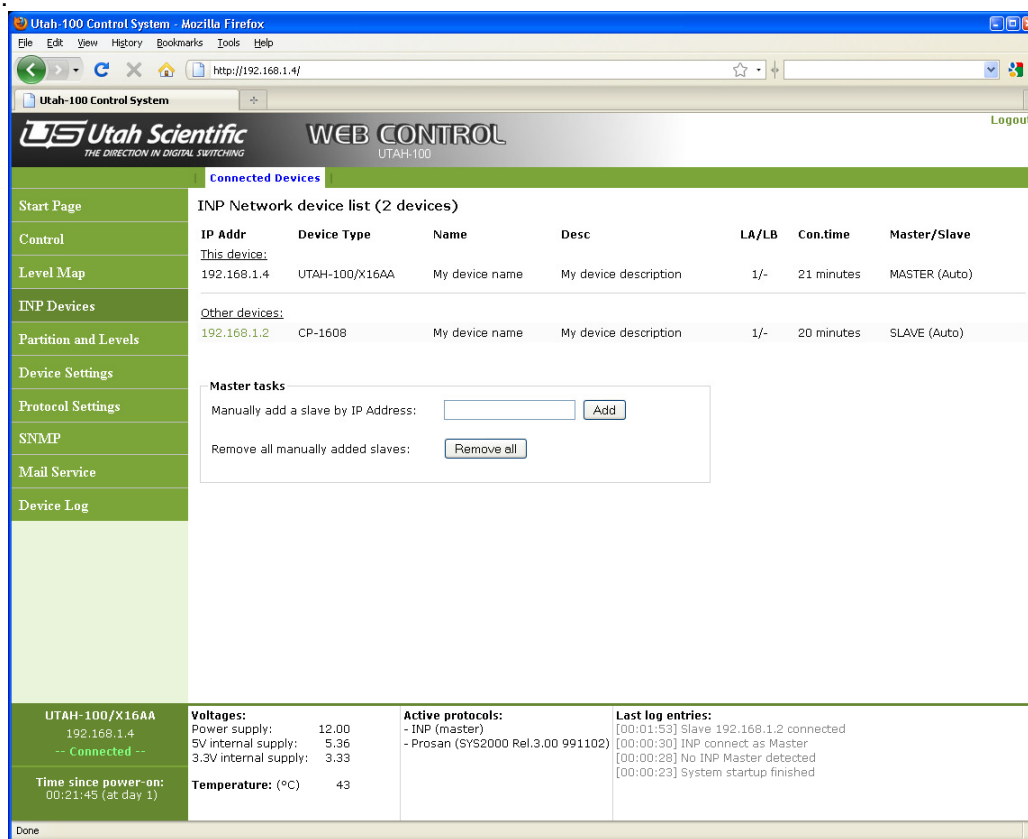 .
Utah-100 Control System - Mozilla Firefox
File Edit View History Bookmarks Tools Help
http://192.168.1.4/
Utah-100 Control System
US Utah Scientific
THE DIRECTION IN DIGITAL SWITCHING
WEB CONTROL
UTAH-100
Logout
| Connected Devices |
Start Page
Control
Level Map
INP Devices
Partition and Levels
Device Settings
Protocol Settings
SNMP
Mail Service
Device Log
INP Network device list (2 devices)
IP Addr Device Type Name Desc LA/LB Con.time Master/Slave
This device:
192.168.1.4 UTAH-100/X16AA My device name My device description 1/- 21 minutes MASTER (Auto)
Other devices:
192.168.1.2 CP-1608 My device name My device description 1/- 20 minutes SLAVE (Auto)
Master tasks
Manually add a slave by IP Address: Add
Remove all manually added slaves: Remove all
UTAH-100/X16AA
192.168.1.4
-- Connected --
Time since power-on:
00:21:45 (at day 1)
Voltages:
Power supply: 12.00
5V internal supply: 5.36
3.3V internal supply: 3.33
Temperature: (°C) 43
Active protocols:
- INP (master)
- Prosan (SYS2000 Rel.3.00 991102)
Last log entries:
[00:01:53] Slave 192.168.1.2 connected
[00:00:30] INP connect as Master
[00:00:28] No INP Master detected
[00:00:23] System startup finished
Done